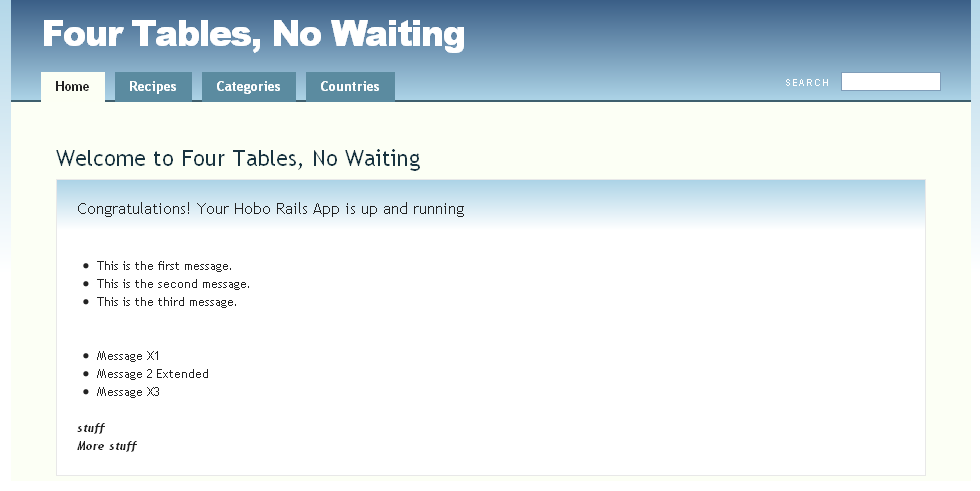 Four Tables, No Waiting
Home Recipes Categories Countries SEARCH
Welcome to Four Tables, No Waiting
Congratulations! Your Hobo Rails App is up and running
This is the first message.
This is the second message.
This is the third message.
Message X1
Message 2 Extended
Message X3
stuff
More stuff